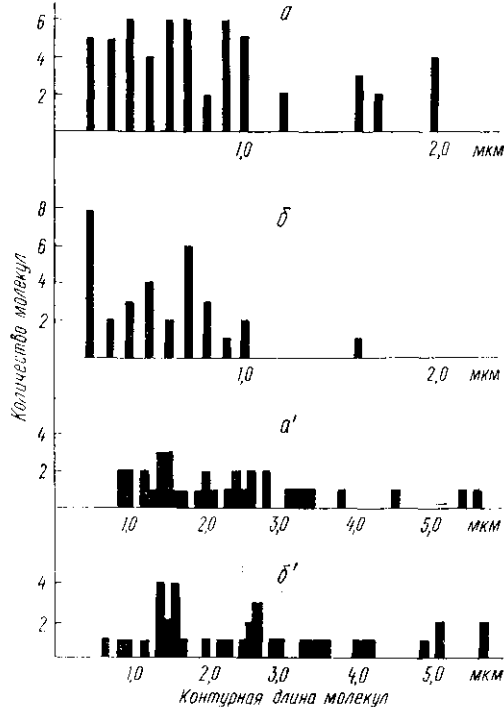 а
6
4
2
1,0 2,0 мкм
Количество молекул
б
8
6
4
2
1,0 2,0 мкм
а'
4
2
1,0 2,0 3,0 4,0 5,0 мкм
б'
4
2
1,0 2,0 3,0 4,0 5,0 мкм
Контурная длина молекул